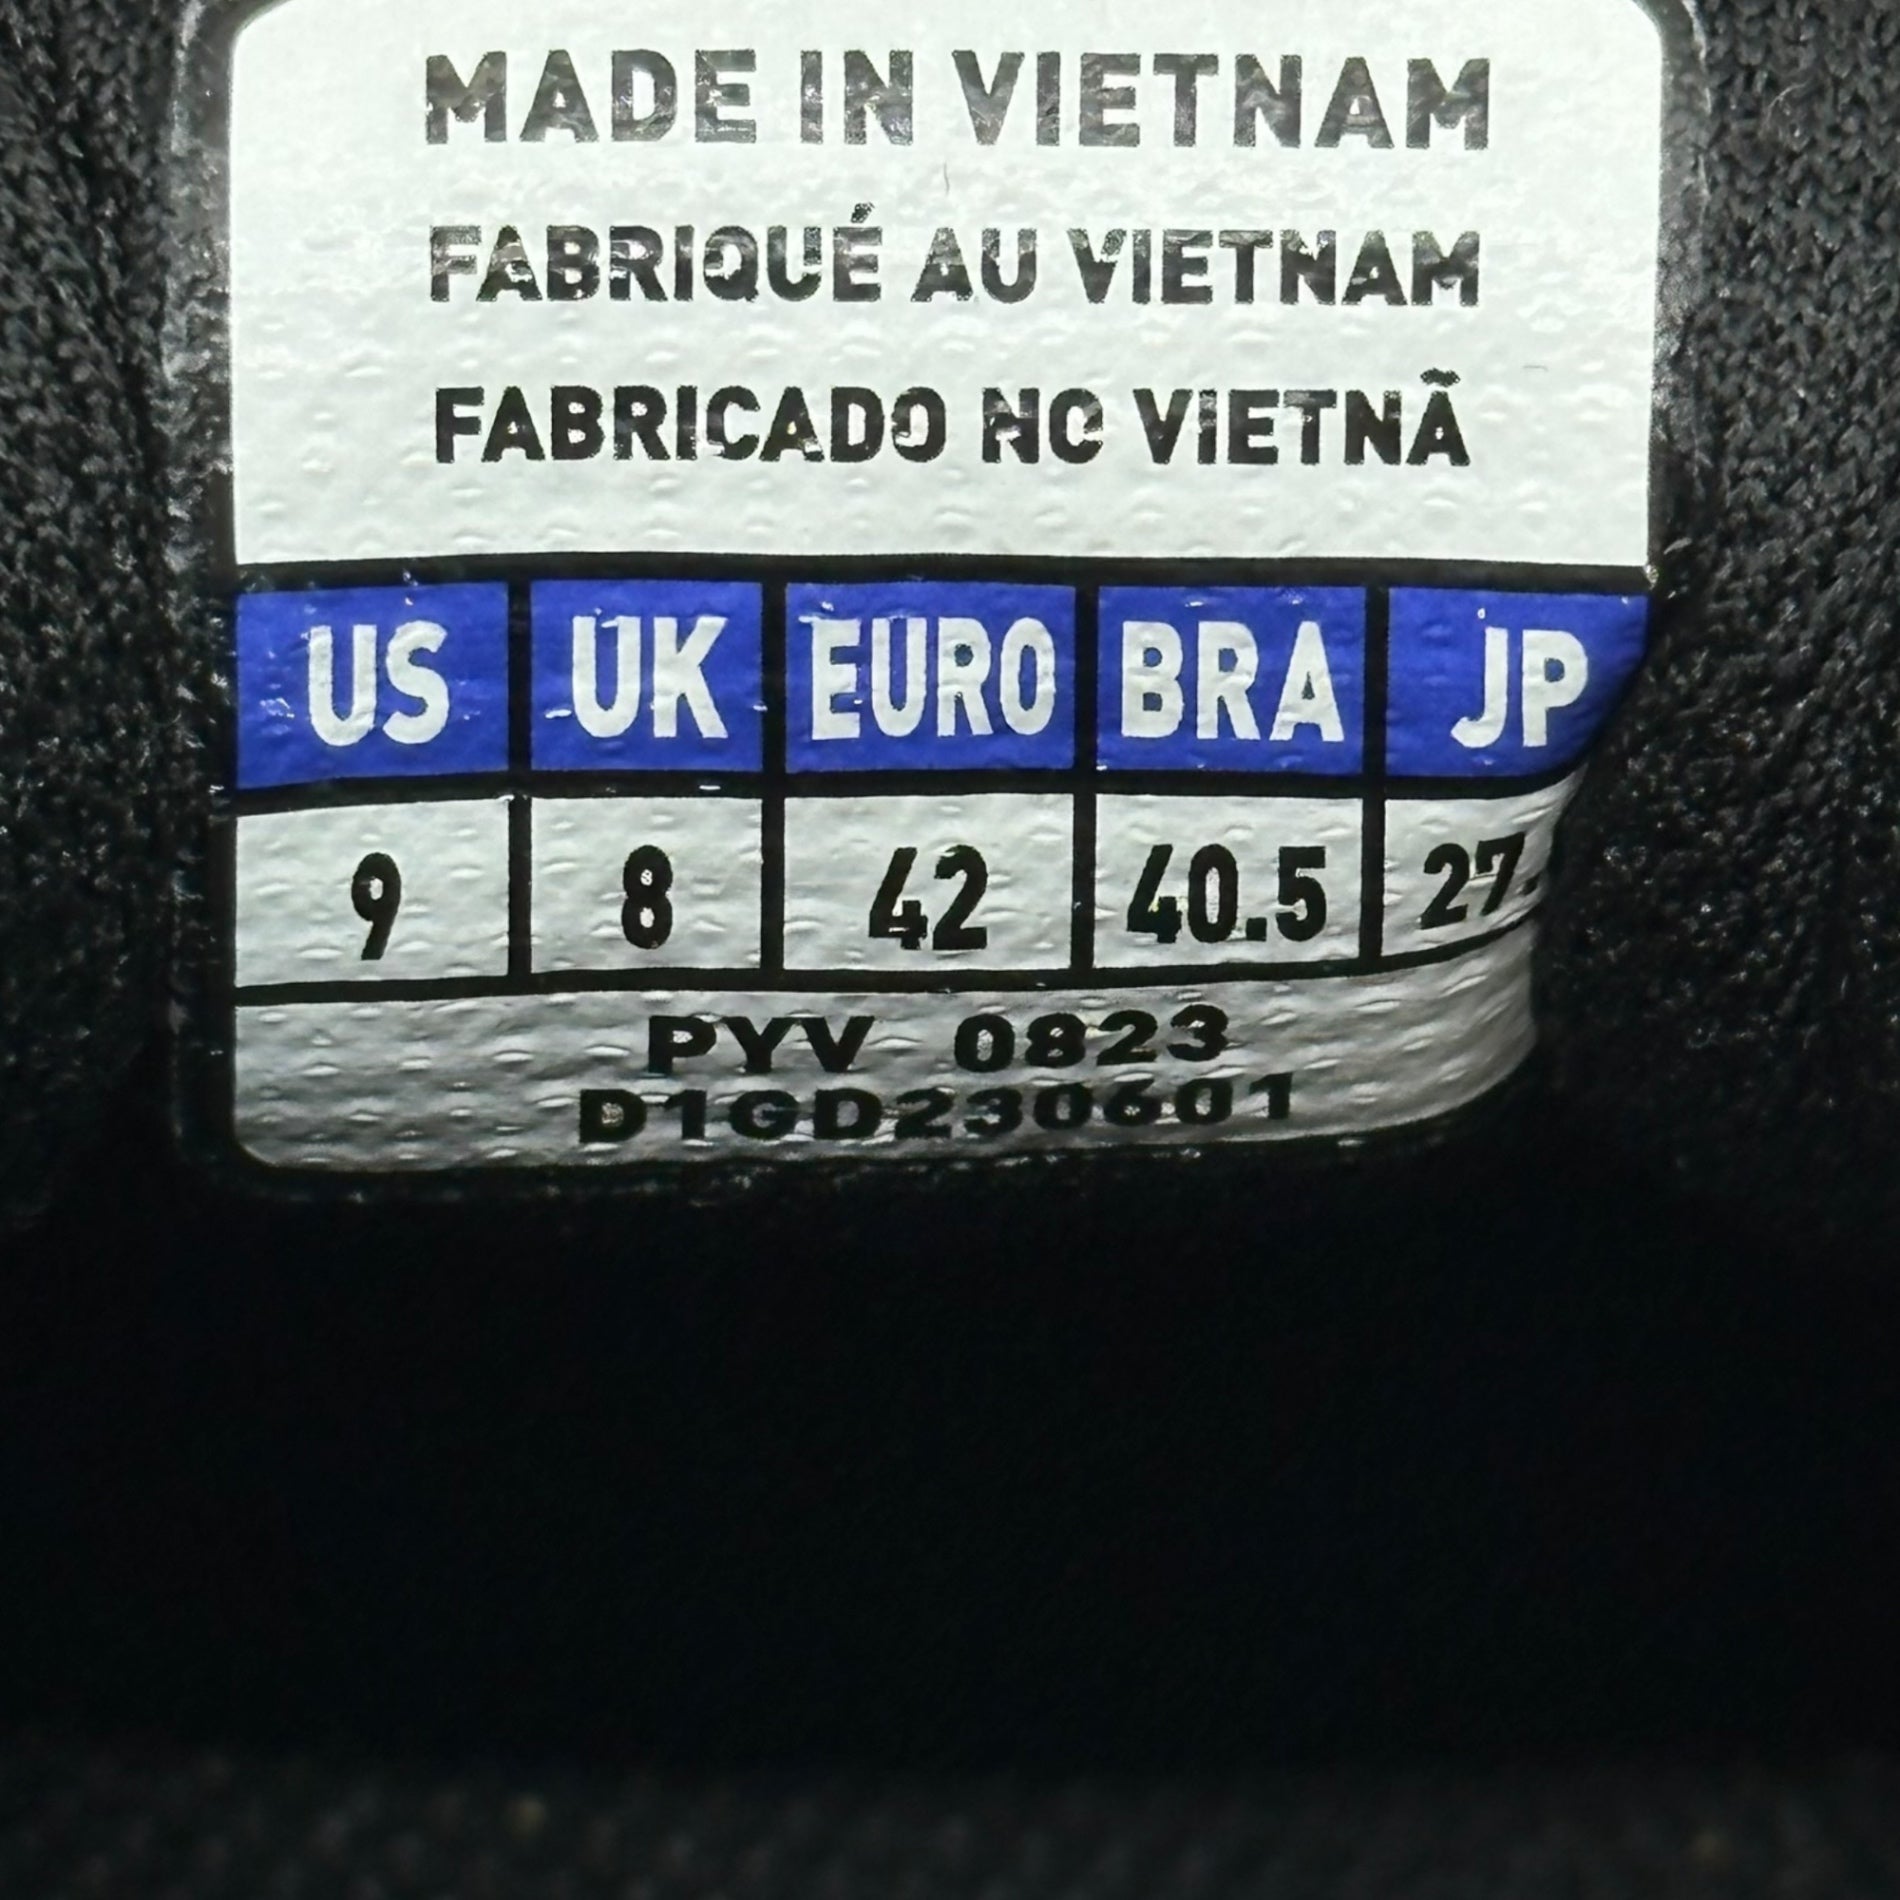 MADE IN VIETNAM
FABRIQUÉ AU VIETNAM
FABRICADO NO VIETNÃ
US UK EURO BRA JP
9 8 42 40.5 27.
PYV 0823
D1GD230601